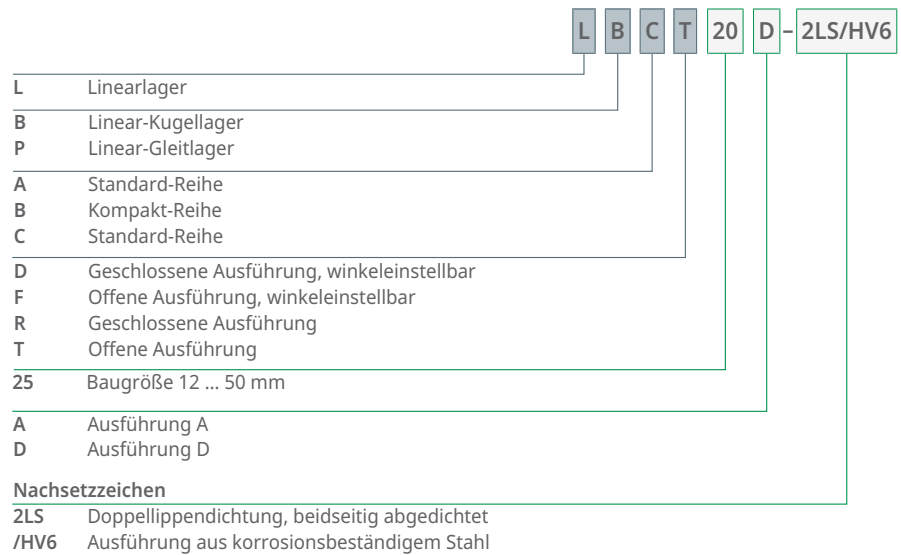 L B C T 20 D – 2LS/HV6
L Linearlager
B Linear-Kugellager
P Linear-Gleitlager
A Standard-Reihe
B Kompakt-Reihe
C Standard-Reihe
D Geschlossene Ausführung, winkeleinstellbar
F Offene Ausführung, winkeleinstellbar
R Geschlossene Ausführung
T Offene Ausführung
25 Baugröße 12 ... 50 mm
A Ausführung A
D Ausführung D
Nachsetzzeichen
2LS Doppellippendichtung, beidseitig abgedichtet
/HV6 Ausführung aus korrosionsbeständigem Stahl